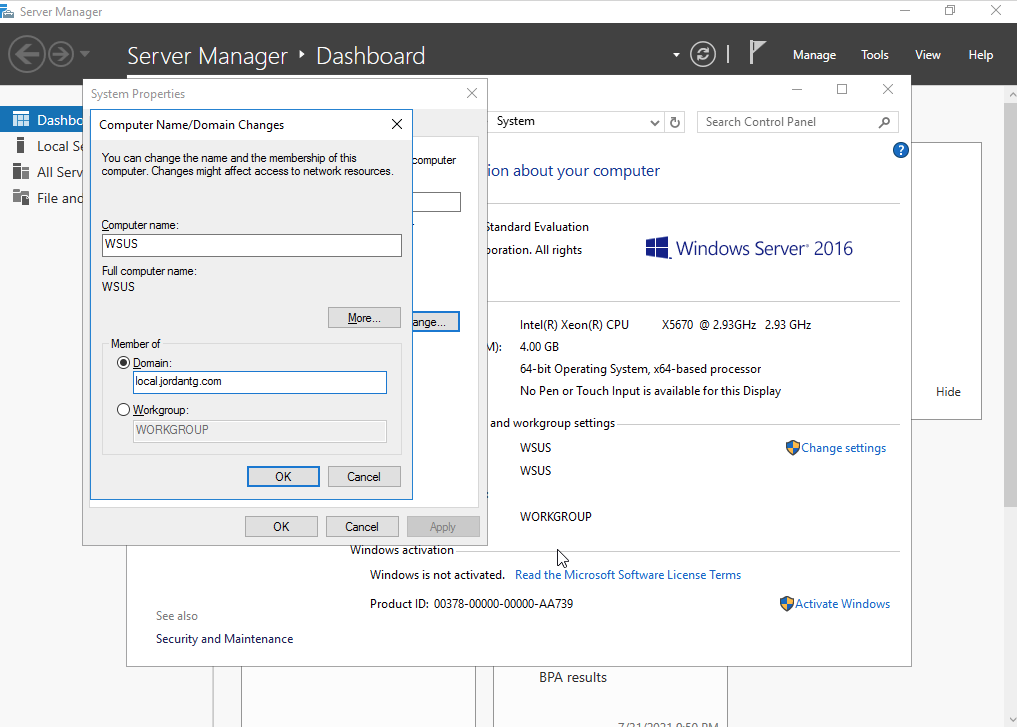 Server Manager
Server Manager ‣ Dashboard
Manage Tools View Help
Dashbo
Local Se
All Serv
File and
System Properties
Computer Name/Domain Changes
You can change the name and the membership of this
computer. Changes might affect access to network resources.
Computer name:
WSUS
Full computer name:
WSUS
More...
Member of
Domain:
local.jordantg.com
Workgroup:
WORKGROUP
OK Cancel
computer
ange...
OK Cancel Apply
System
Search Control Panel
?
ion about your computer
Standard Evaluation
poration. All rights
Windows Server® 2016
Intel(R) Xeon(R) CPU X5670 @ 2.93GHz 2.93 GHz
M): 4.00 GB
64-bit Operating System, x64-based processor
No Pen or Touch Input is available for this Display
and workgroup settings
WSUS
Change settings
WSUS
WORKGROUP
Windows activation
Windows is not activated. Read the Microsoft Software License Terms
Product ID: 00378-00000-00000-AA739
Activate Windows
See also
Security and Maintenance
Hide
BPA results
7/21/2021 9:50 PM